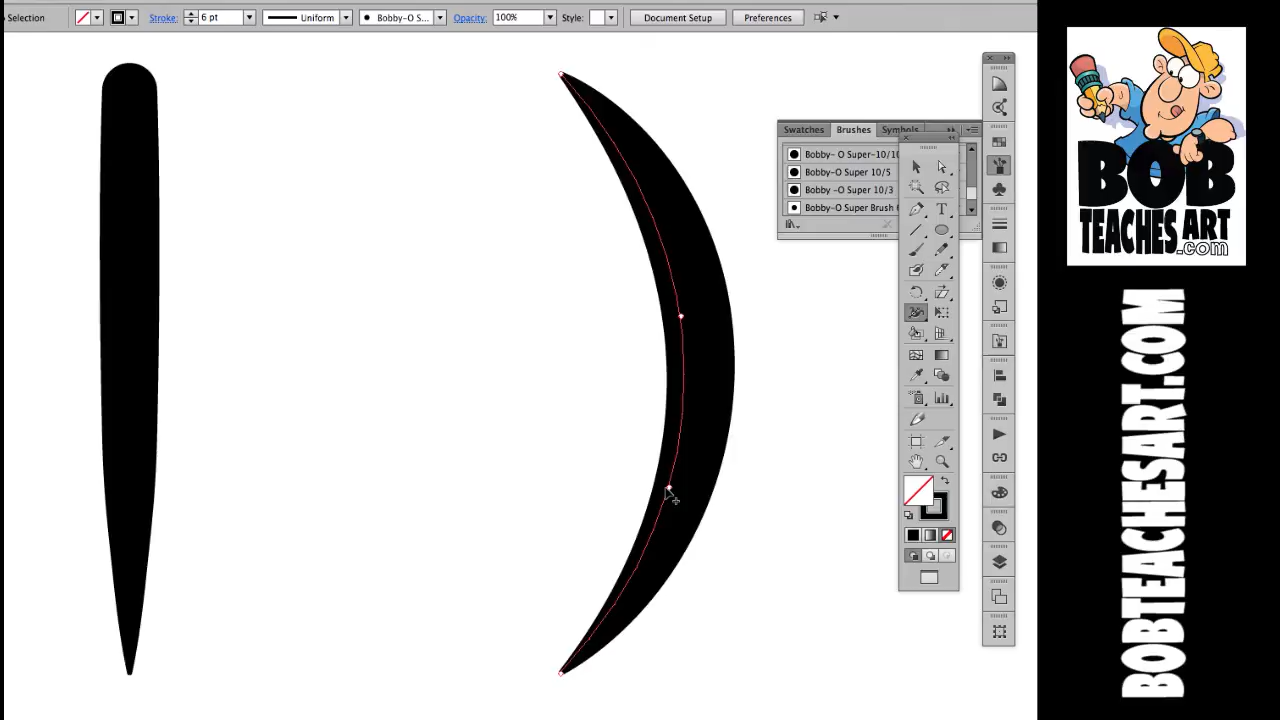 Selection
Stroke:
6 pt
Uniform
Bobby-O S...
Opacity:
100%
Style:
Document Setup
Preferences
Swatches
Brushes
Symbols
Bobby- O Super-10/10
Bobby- O Super 10/5
Bobby -O Super 10/3
Bobby-O Super Brush
T
BOB
TEACHES ART
.com
BOBTEACHESART.COM